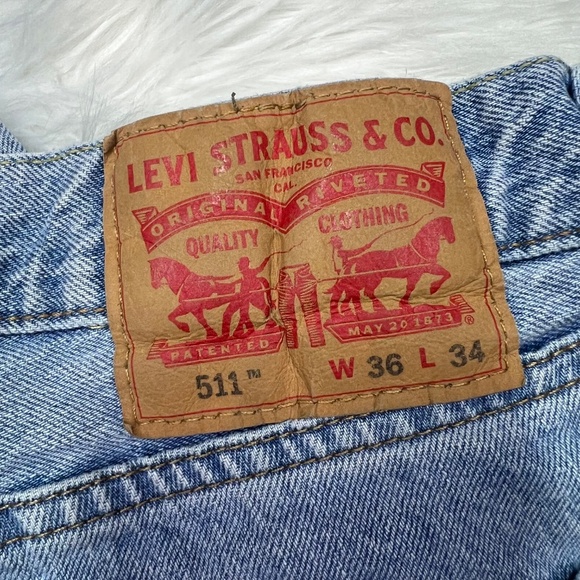 LEVI STRAUSS & CO.
SAN FRANCISCO
CAL.
ORIGINAL RIVETED
QUALITY CLOTHING
PATENTED MAY 20 1873 ®
511™ W 36 L 34